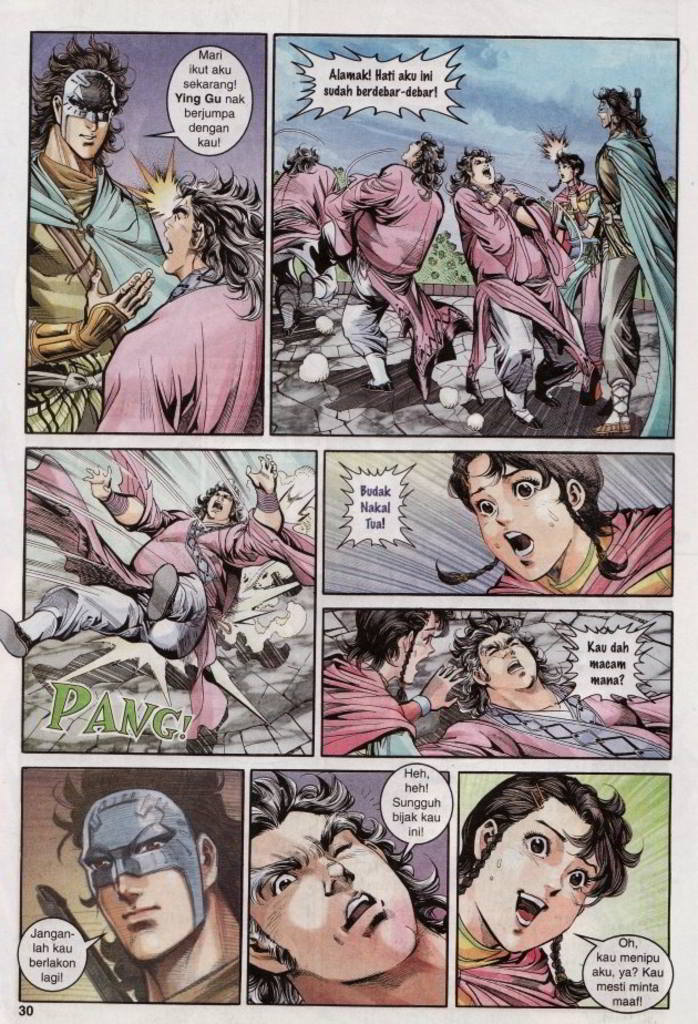 Mari
ikut aku
sekarang!
Ying Gu nak
berjumpa
dengan
kau!
Alamak! Hati aku ini
sudah berdebar-debar!
PANG!
Budak
Nakal
Tua!
Kau dah
macam
mana?
Jangan-
lah kau
berlakon
lagi!
Heh,
heh!
Sungguh
bijak kau
ini!
Oh,
kau menipu
aku, ya? Kau
mesti minta
maaf!
30